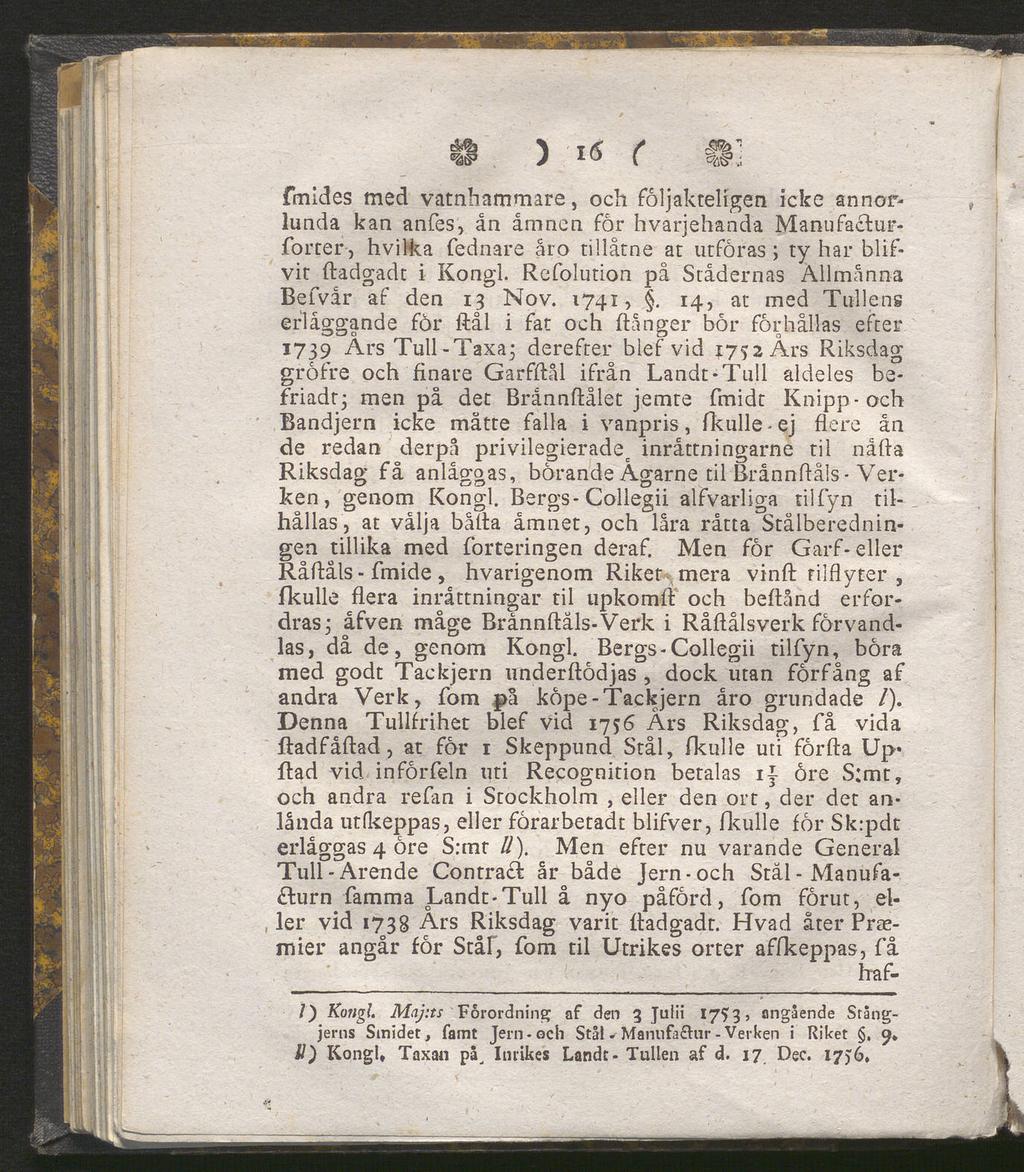 ) 16 (
ſmides med vatnhammare, och följakteligen icke annor-
lunda kan anſes, än ämnen för hvarjehanda Manufactur-
ſorter, hvilka ſednare äro tillåtne at utföras; ty har blif-
vit ſtadgadt i Kongl. Reſolution på Städernas Allmänna
Beſvär af den 13 Nov. 1741, §. 14, at med Tullens
erläggande för ſtål i fat och ſtänger bör förhållas efter
1739 Års Tull-Taxa; derefter blef vid 1752 Års Riksdag
gröfre och finare Garfſtål ifrån Landt-Tull aldeles be-
friadt; men på det Brännſtålet jemte ſmidt Knipp- och
Bandjern icke måtte falla i vanpris, ſkulle ej flere än
de redan derpå privilegierade inrättningarne til näſta
Riksdag få anläggas, börande Ägarne til Brännſtåls-Ver-
ken, genom Kongl. Bergs-Collegii alfvarliga tilſyn til-
hållas, at välja bäſta ämnet, och lära rätta Stålberednin-
gen tillika med ſorteringen deraf. Men för Garf- eller
Råſtåls-ſmide, hvarigenom Riket mera vinſt tilflyter,
ſkulle flera inrättningar til upkomſt och beſtånd erfor-
dras; äfven måge Brännſtåls-Verk i Råſtålsverk förvand-
las, då de, genom Kongl. Bergs-Collegii tilſyn, böra
med godt Tackjern underſtödjas, dock utan förfång af
andra Verk, ſom på köpe-Tackjern äro grundade l).
Denna Tullfrihet blef vid 1756 Års Riksdag, ſå vida
ſtadfäſtad, at för 1 Skeppund Stål, ſkulle uti förſta Up-
ſtad vid införſeln uti Recognition betalas 1⅓ öre S:mt,
och andra reſan i Stockholm, eller den ort, der det an-
lända utſkeppas, eller förarbetadt blifver, ſkulle för Sk:pdt
erläggas 4 öre S:mt ll). Men efter nu varande General
Tull-Arende Contract är både Jern- och Stål-Manufa-
cturn ſamma Landt-Tull å nyo påförd, ſom förut, el-
ler vid 1738 Års Riksdag varit ſtadgadt. Hvad åter Præ-
mier angår för Stål, ſom til Utrikes orter afſkeppas, ſå
haf-
l) Kongl. Maj:ts Förordning af den 3 Julii 1753, angående Stång-
jerns Smidet, ſamt Jern- och Stål-Manufactur-Verken i Riket §. 9.
ll) Kongl. Taxan på Inrikes Landt-Tullen af d. 17 Dec. 1756.